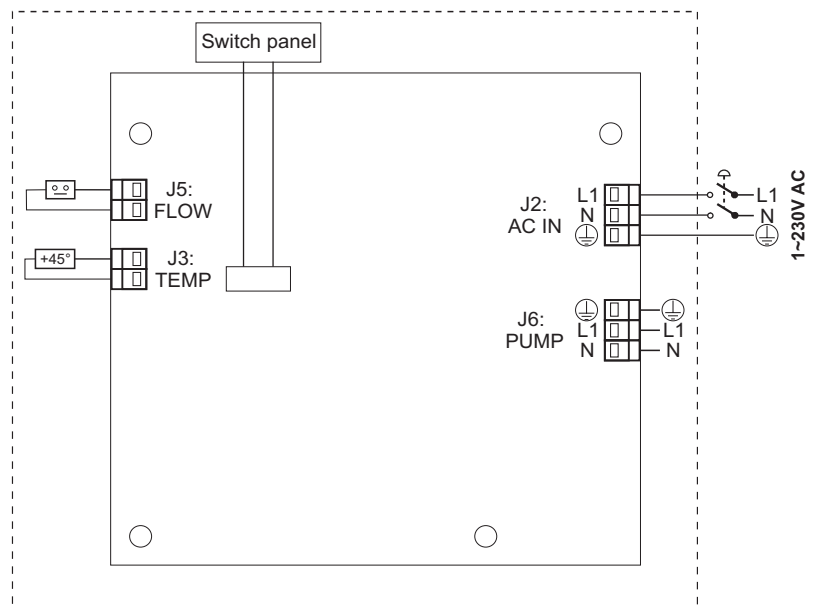 Switch panel
J5:
FLOW
+45°
J3:
TEMP
J2:
AC IN
L1
N
L1
N
1~230V AC
J6:
PUMP
L1
N
L1
N